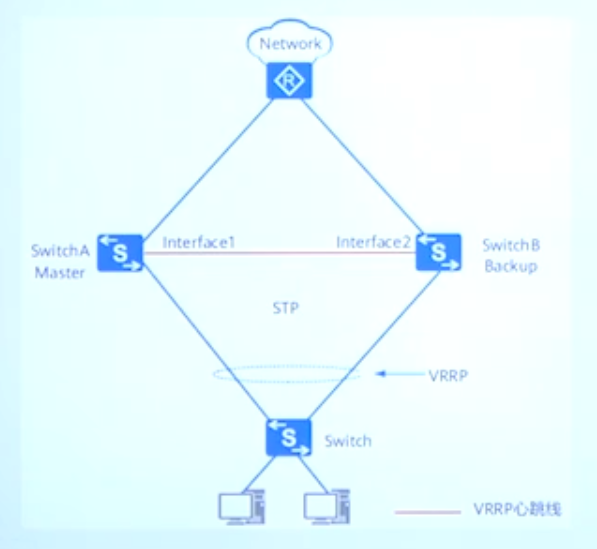 Network
R
S
Interface1
Interface2
S
SwitchA
Master
SwitchB
Backup
STP
VRRP
S
Switch
VRRP心跳线